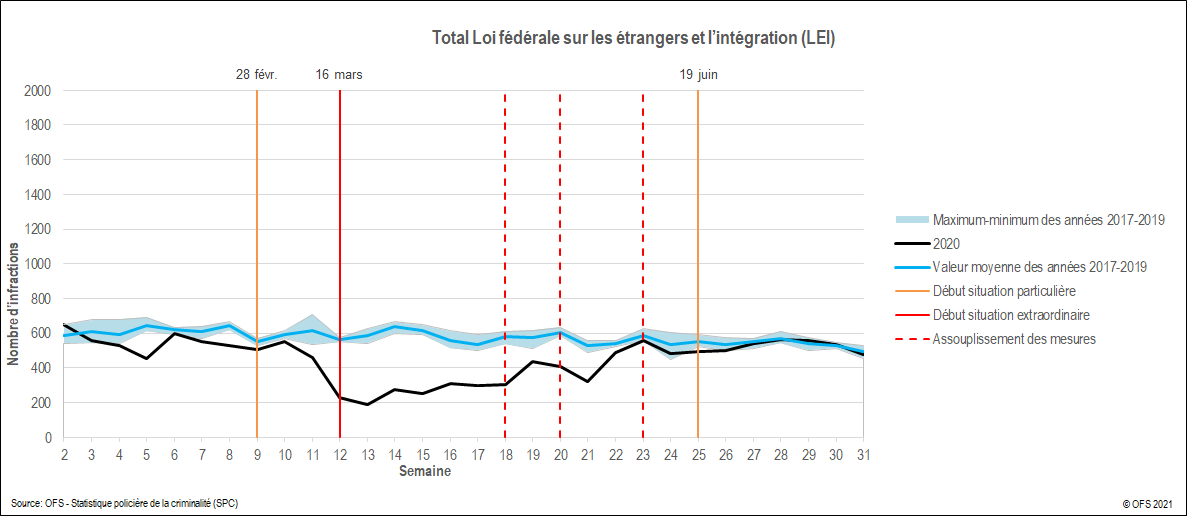 Total Loi fédérale sur les étrangers et l'intégration (LEI)
28 févr.
16 mars
19 juin
2000
1800
1600
1400
1200
1000
800
600
400
200
0
Nombre d'infractions
2 3 4 5 6 7 8 9 10 11 12 13 14 15 16 17 18 19 20 21 22 23 24 25 26 27 28 29 30 31
Semaine
Maximum-minimum des années 2017-2019
2020
Valeur moyenne des années 2017-2019
Début situation particulière
Début situation extraordinaire
Assouplissement des mesures
Source: OFS - Statistique policière de la criminalité (SPC)
© OFS 2021